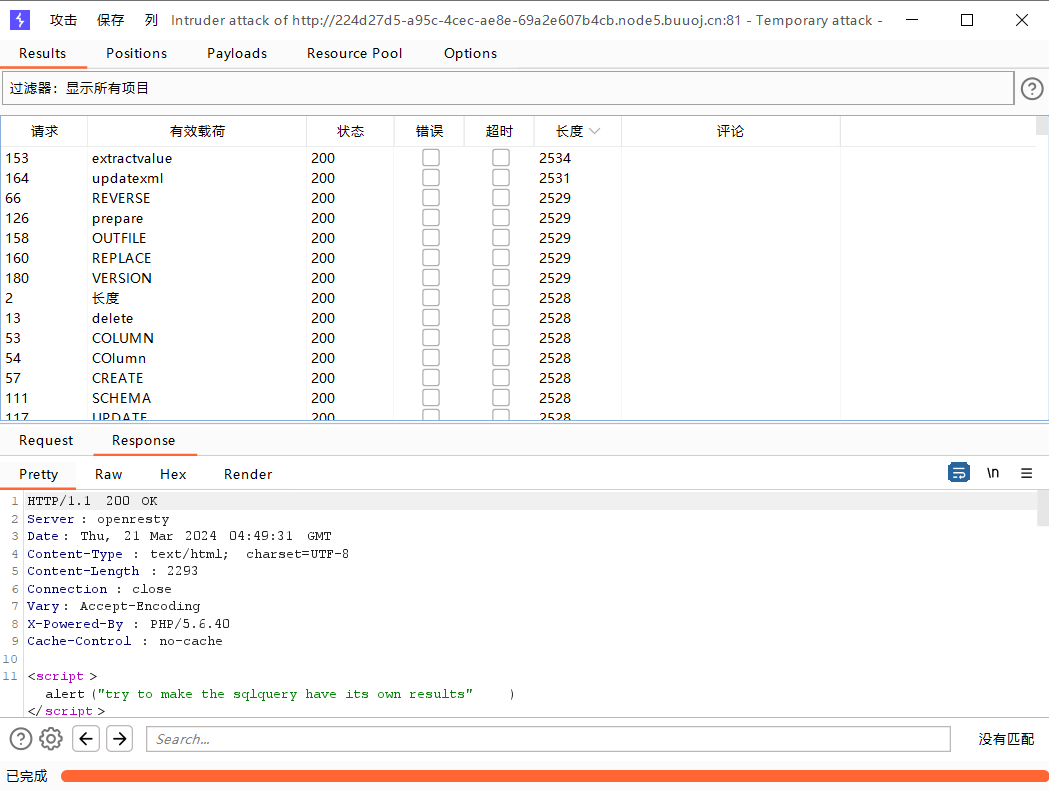 攻击 保存 列 Intruder attack of http://224d27d5-a95c-4cec-ae8e-69a2e607b4cb.node5.buuoj.cn:81 - Temporary attack -
Results Positions Payloads Resource Pool Options
过滤器: 显示所有项目
请求 有效载荷 状态 错误 超时 长度 评论
153 extractvalue 200 2534
164 updatexml 200 2531
66 REVERSE 200 2529
126 prepare 200 2529
158 OUTFILE 200 2529
160 REPLACE 200 2529
180 VERSION 200 2529
2 长度 200 2528
13 delete 200 2528
53 COLUMN 200 2528
54 COlumn 200 2528
57 CREATE 200 2528
111 SCHEMA 200 2528
117 UPDATE 200 2528
Request Response
Pretty Raw Hex Render \n
1 HTTP/1.1 200 OK
2 Server : openresty
3 Date : Thu, 21 Mar 2024 04:49:31 GMT
4 Content-Type : text/html; charset=UTF-8
5 Content-Length : 2293
6 Connection : close
7 Vary : Accept-Encoding
8 X-Powered-By : PHP/5.6.40
9 Cache-Control : no-cache
10
11 <script >
alert ("try to make the sqlquery have its own results" )
</script >
Search... 没有匹配
已完成